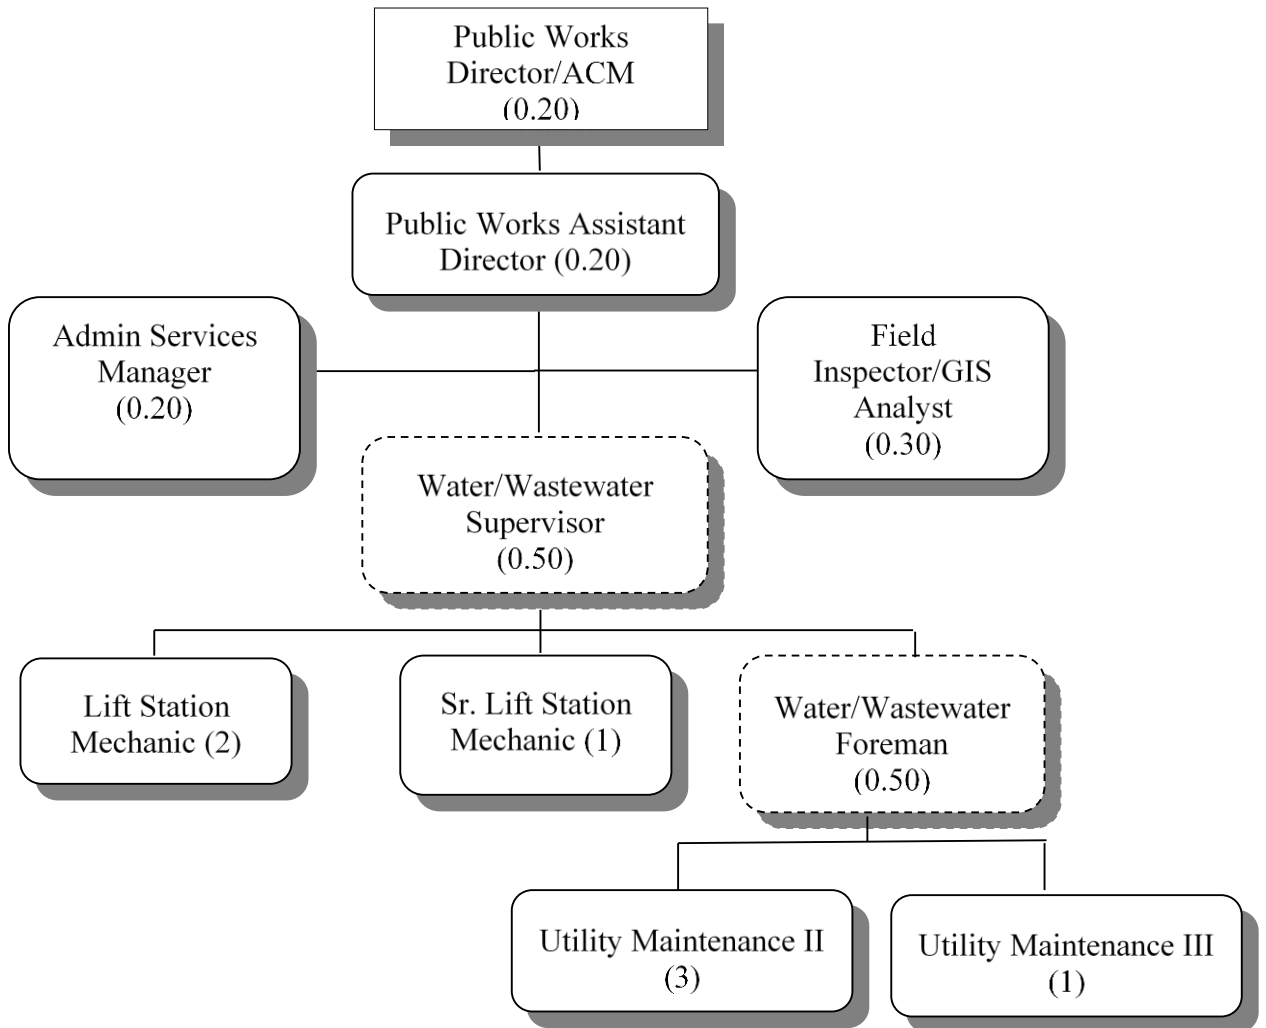 Public Works
Director/ACM
(0.20)
Public Works Assistant
Director (0.20)
Admin Services
Manager
(0.20)
Field
Inspector/GIS
Analyst
(0.30)
Water/Wastewater
Supervisor
(0.50)
Lift Station
Mechanic (2)
Sr. Lift Station
Mechanic (1)
Water/Wastewater
Foreman
(0.50)
Utility Maintenance II
(3)
Utility Maintenance III
(1)